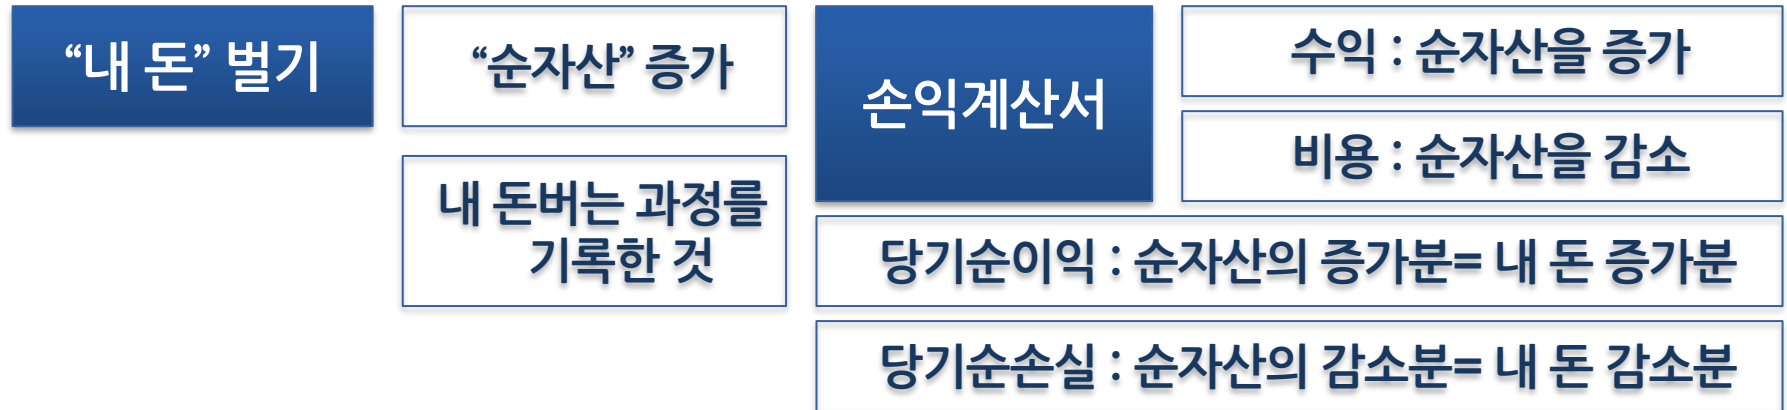 “내 돈” 벌기
“순자산” 증가
내 돈버는 과정를
기록한 것
손익계산서
수익 : 순자산을 증가
비용 : 순자산을 감소
당기순이익 : 순자산의 증가분= 내 돈 증가분
당기순손실 : 순자산의 감소분= 내 돈 감소분